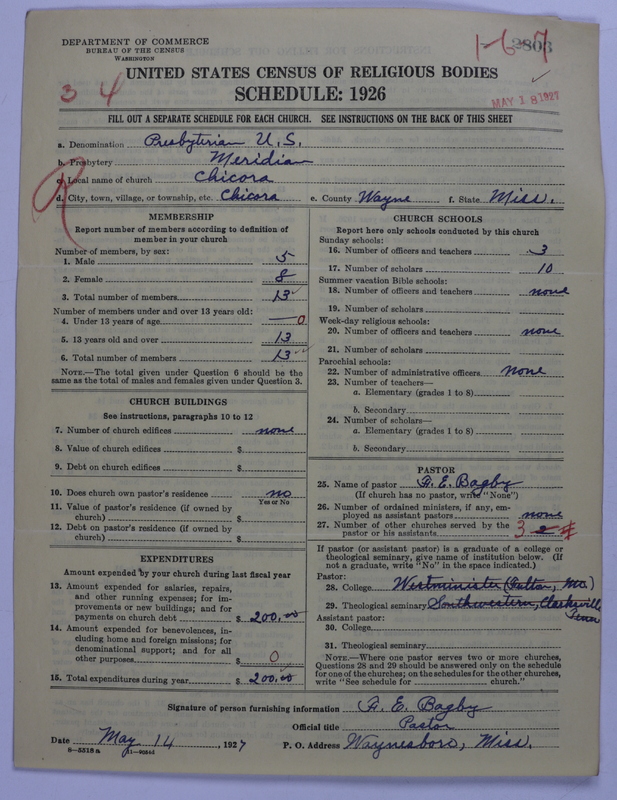 DEPARTMENT OF COMMERCE
BUREAU OF THE CENSUS
WASHINGTON
1-6 7
2803
UNITED STATES CENSUS OF RELIGIOUS BODIES
3 4
SCHEDULE: 1926
MAY 18 1927
FILL OUT A SEPARATE SCHEDULE FOR EACH CHURCH. SEE INSTRUCTIONS ON THE BACK OF THIS SHEET
a. Denomination Presbyterian U.S.
b. Presbytery Meridian
c. Local name of church Chicora
d. City, town, village, or township, etc. Chicora e. County Wayne f. State Miss.
R
MEMBERSHIP
Report number of members according to definition of
member in your church
Number of members, by sex:
1. Male 5
2. Female 8
3. Total number of members 13
Number of members under and over 13 years old:
4. Under 13 years of age 0
5. 13 years old and over 13
6. Total number of members 13
NOTE.—The total given under Question 6 should be
same as the total of males and females given under Question 3.
CHURCH BUILDINGS
See instructions, paragraphs 10 to 12
7. Number of church edifices none
8. Value of church edifices $
9. Debt on church edifices $
10. Does church own pastor's residence no
Yes or No
11. Value of pastor's residence (if owned by
church) $
12. Debt on pastor's residence (if owned by
church) $
EXPENDITURES
Amount expended by your church during last fiscal year
13. Amount expended for salaries, repairs,
and other running expenses; for im-
provements or new buildings; and for
payments on church debt $ 200.00
14. Amount expended for benevolences, in-
cluding home and foreign missions; for
denominational support; and for all
other purposes $ 0
15. Total expenditures during year $ 200.00
CHURCH SCHOOLS
Report here only schools conducted by this church
Sunday schools:
16. Number of officers and teachers 3
17. Number of scholars 10
Summer vacation Bible schools:
18. Number of officers and teachers none
19. Number of scholars
Week-day religious schools:
20. Number of officers and teachers none
21. Number of scholars
Parochial schools:
22. Number of administrative officers none
23. Number of teachers—
a. Elementary (grades 1 to 8)
b. Secondary
24. Number of scholars—
a. Elementary (grades 1 to 8)
b. Secondary
PASTOR
25. Name of pastor A. E. Bagby
(If church has no pastor, write "None")
26. Number of ordained ministers, if any, em-
ployed as assistant pastors none
27. Number of other churches served by the
pastor or his assistants 3
If pastor (or assistant pastor) is a graduate of a college or
theological seminary, give name of institution below. (If
not a graduate, write "No" in the space indicated.)
Pastor:
28. College Westminister (Fulton, Mo.)
29. Theological seminary Southwestern, Clarksville
Tenn
Assistant pastor:
30. College
31. Theological seminary
NOTE.—Where one pastor serves two or more churches,
Questions 28 and 29 should be answered only on the schedule
for one of the churches; on the schedules for the other churches,
write "See schedule for church."
Signature of person furnishing information A. E. Bagby
Official title Pastor
Date May 14, 1927 P. O. Address Waynesboro, Miss.
8—5518 a